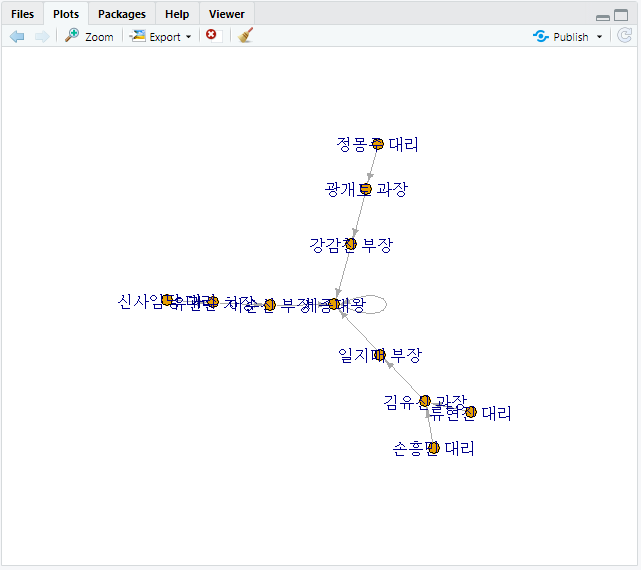 Files Plots Packages Help Viewer
Zoom Export Publish
정몽주 대리
광개토 과장
강감찬 부장
신사임당 대리 차장 이순신 부장 세종대왕
일지매 부장
김유신 과장
류현진 대리
손흥민 대리